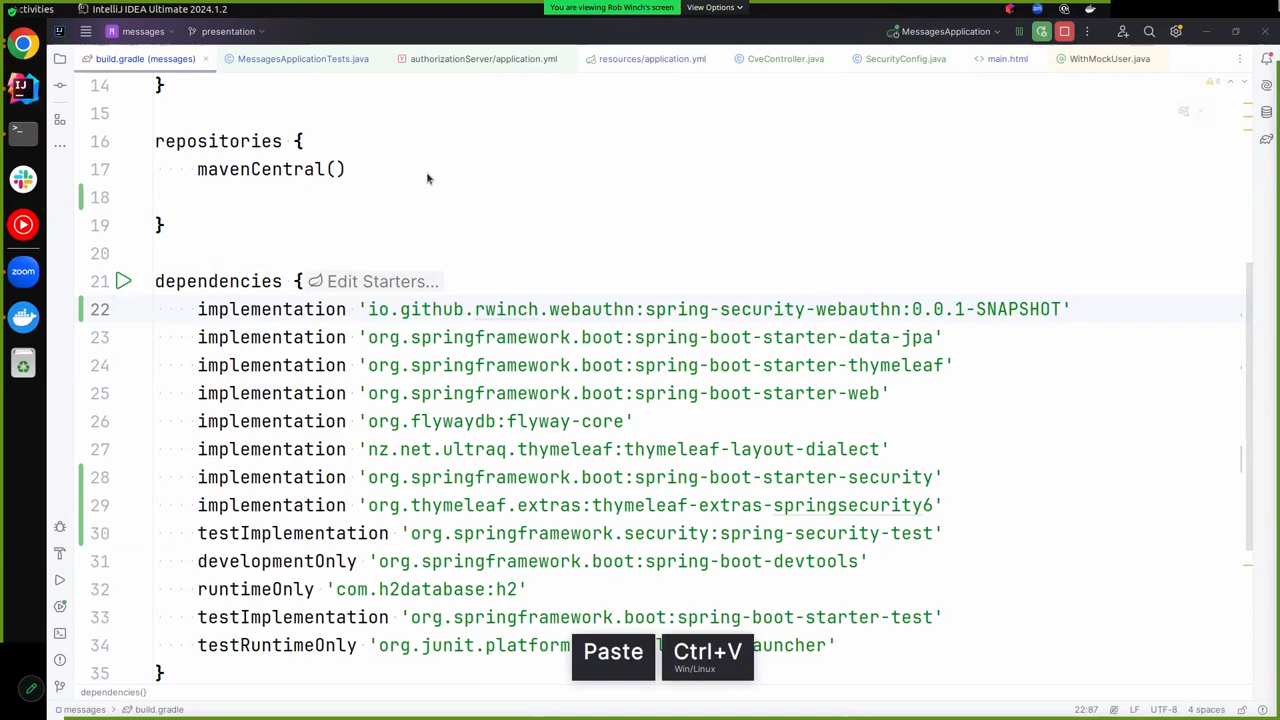 ctivities
IntelliJ IDEA Ultimate 2024.1.2
You are viewing Rob Winch's screen
View Options
M
messages
presentation
MessagesApplication
build.gradle (messages)
MessagesApplicationTests.java
authorizationServer/application.yml
resources/application.yml
CveController.java
SecurityConfig.java
main.html
WithMockUser.java
14 }
6
15
16 repositories {
17 mavenCentral()
18
19 }
20
21 dependencies { Edit Starters...
22 implementation 'io.github.rwinch.webauthn:spring-security-webauthn:0.0.1-SNAPSHOT'
23 implementation 'org.springframework.boot:spring-boot-starter-data-jpa'
24 implementation 'org.springframework.boot:spring-boot-starter-thymeleaf'
25 implementation 'org.springframework.boot:spring-boot-starter-web'
26 implementation 'org.flywaydb:flyway-core'
27 implementation 'nz.net.ultraq.thymeleaf:thymeleaf-layout-dialect'
28 implementation 'org.springframework.boot:spring-boot-starter-security'
29 implementation 'org.thymeleaf.extras:thymeleaf-extras-springsecurity6'
30 testImplementation 'org.springframework.security:spring-security-test'
31 developmentOnly 'org.springframework.boot:spring-boot-devtools'
32 runtimeOnly 'com.h2database:h2'
33 testImplementation 'org.springframework.boot:spring-boot-starter-test'
34 testRuntimeOnly 'org.junit.platform auncher'
35 }
Paste
Ctrl+V
Win/Linux
dependencies{}
messages > build.gradle
22:87
LF
UTF-8
4 spaces
zoom